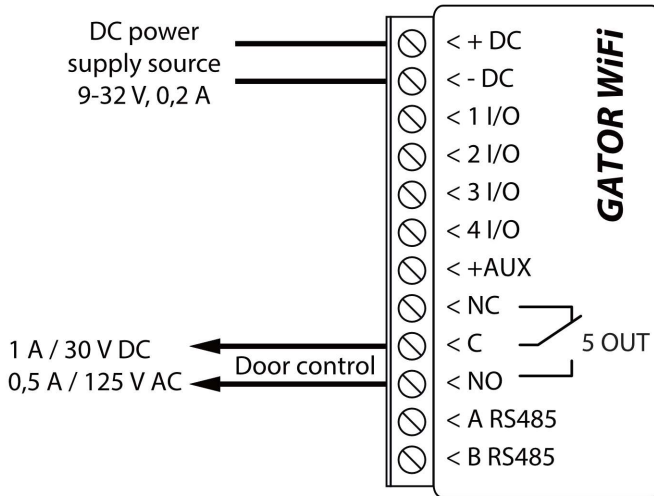 DC power
supply source
9-32 V, 0,2 A
< + DC
< - DC
< 1 I/O
< 2 I/O
< 3 I/O
< 4 I/O
< +AUX
< NC
< C
< NO
< A RS485
< B RS485
5 OUT
GATOR WiFi
1 A / 30 V DC
0,5 A / 125 V AC
Door control